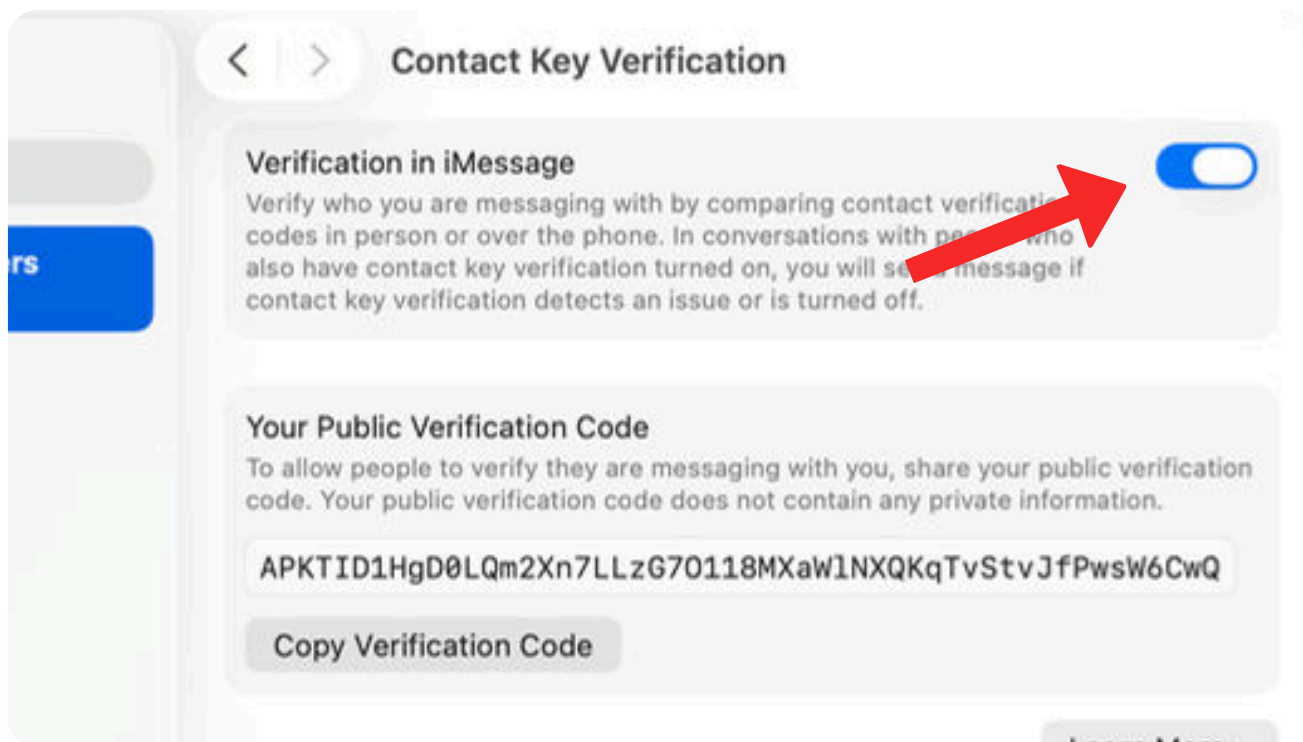 Contact Key Verification
Verification in iMessage
Verify who you are messaging with by comparing contact
codes in person or over the phone. In conversations with
also have contact key verification turned on, you will message if
contact key verification detects an issue or is turned off.
rs
Your Public Verification Code
To allow people to verify they are messaging with you, share your public verification
code. Your public verification code does not contain any private information.
APKTID1HgD0LQm2Xn7LLzG7O118MXaWlNXQKqTvStvJfPwsW6CwQ
Copy Verification Code